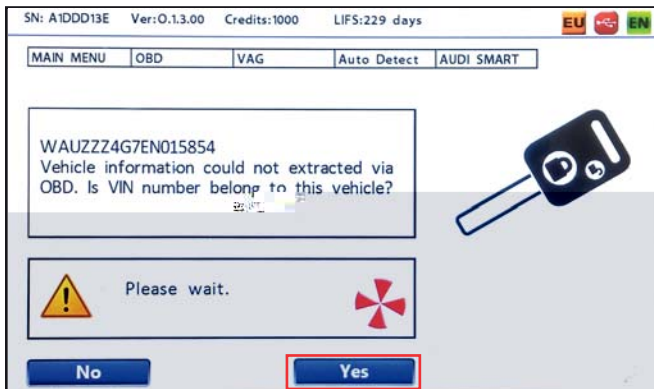 SN: A1DDD13E Ver:0.1.3.00 Credits:1000 LIFS:229 days EU EN
MAIN MENU OBD VAG Auto Detect AUDI SMART
WAUZZZ4G7EN015854
Vehicle information could not extracted via
OBD. Is VIN number belong to this vehicle?
Please wait.
No Yes